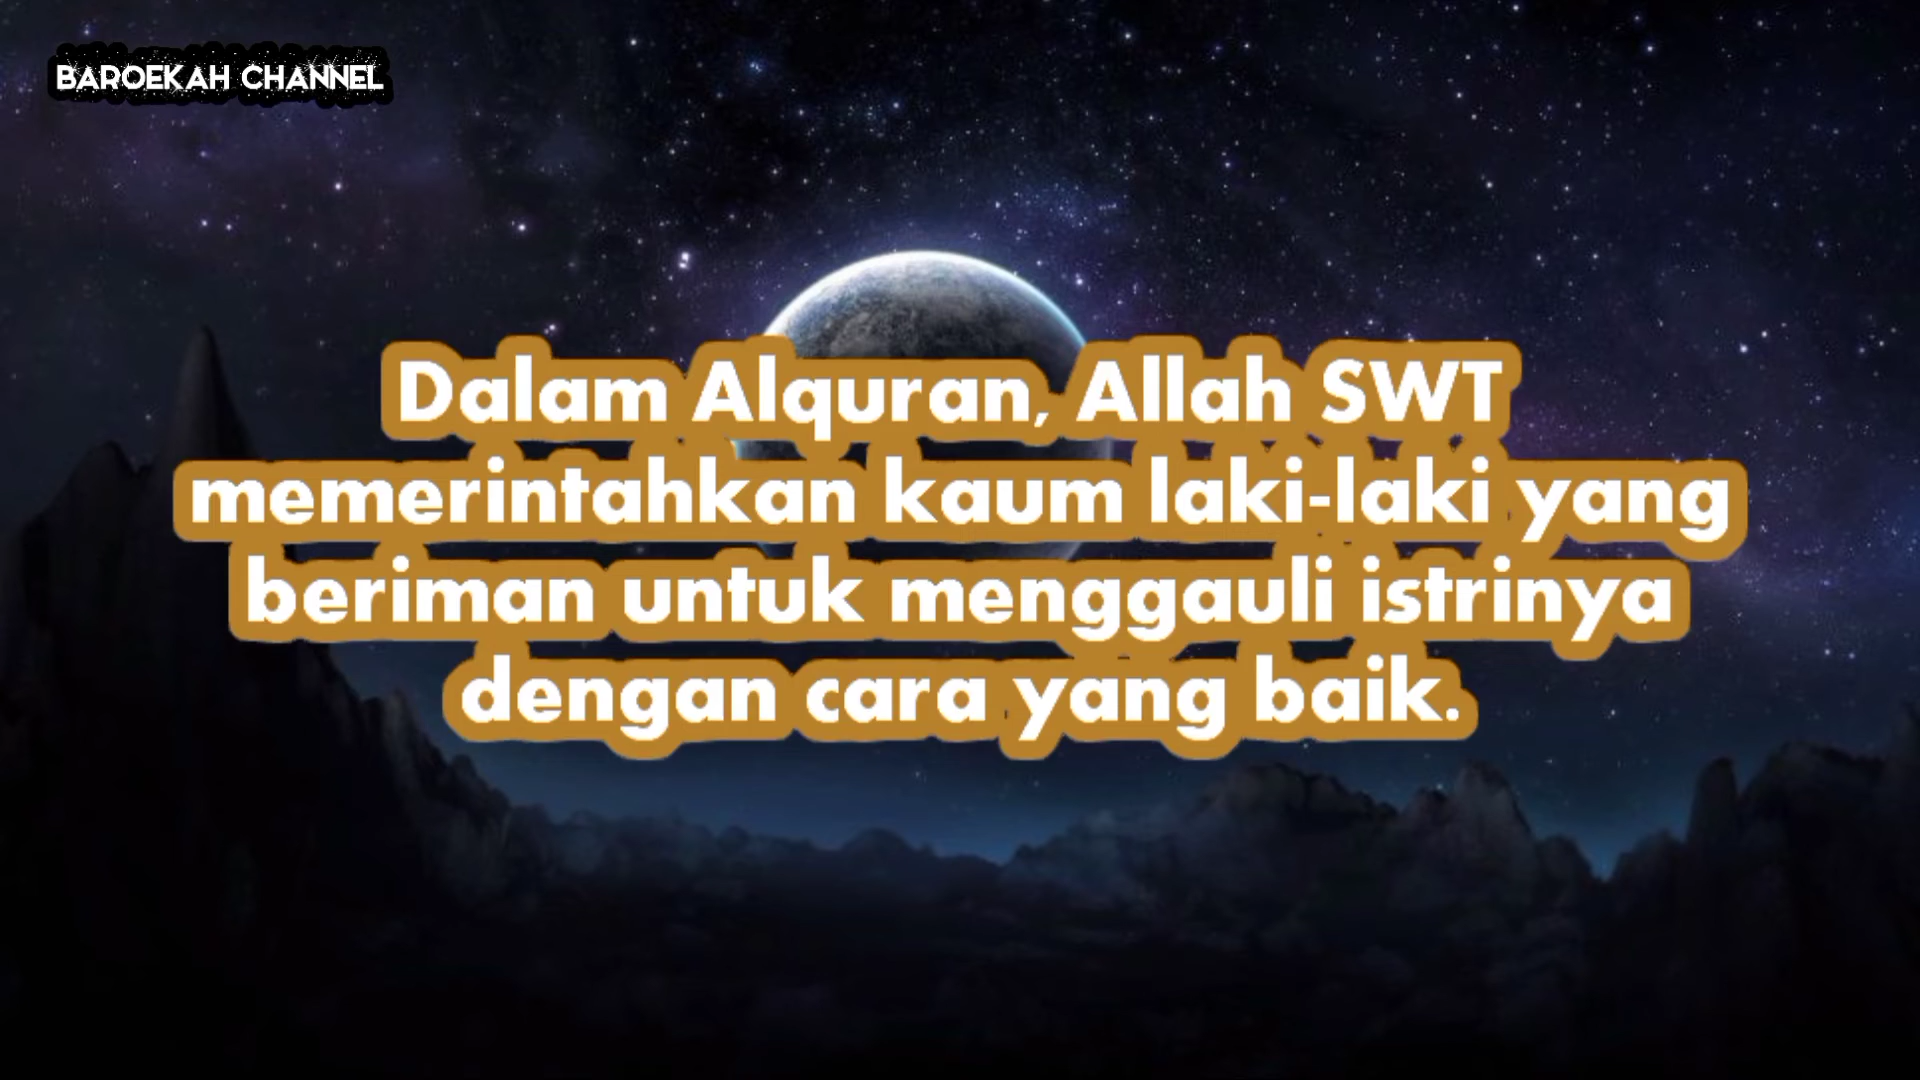 BAROEKAH CHANNEL
Dalam Alquran, Allah SWT
memerintahkan kaum laki-laki yang
beriman untuk menggauli istrinya
dengan cara yang baik.